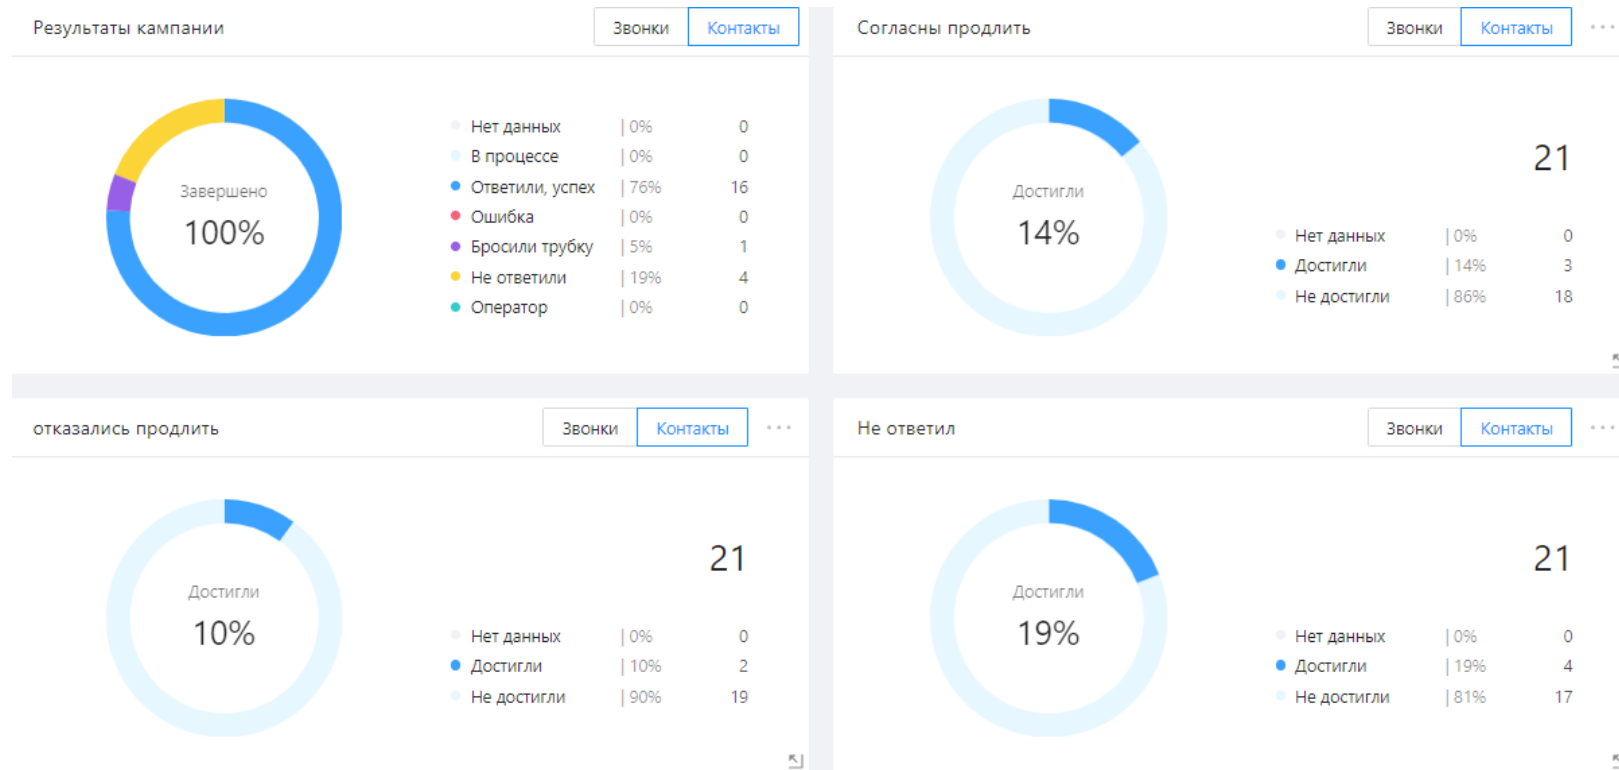 Результаты кампании
Звонки
Контакты
Завершено
100%
Нет данных | 0% 0
В процессе | 0% 0
Ответили, успех | 76% 16
Ошибка | 0% 0
Бросили трубку | 5% 1
Не ответили | 19% 4
Оператор | 0% 0
Согласны продлить
Звонки
Контакты
Достигли
14%
21
Нет данных | 0% 0
Достигли | 14% 3
Не достигли | 86% 18
отказались продлить
Звонки
Контакты
Достигли
10%
21
Нет данных | 0% 0
Достигли | 10% 2
Не достигли | 90% 19
Не ответил
Звонки
Контакты
Достигли
19%
21
Нет данных | 0% 0
Достигли | 19% 4
Не достигли | 81% 17